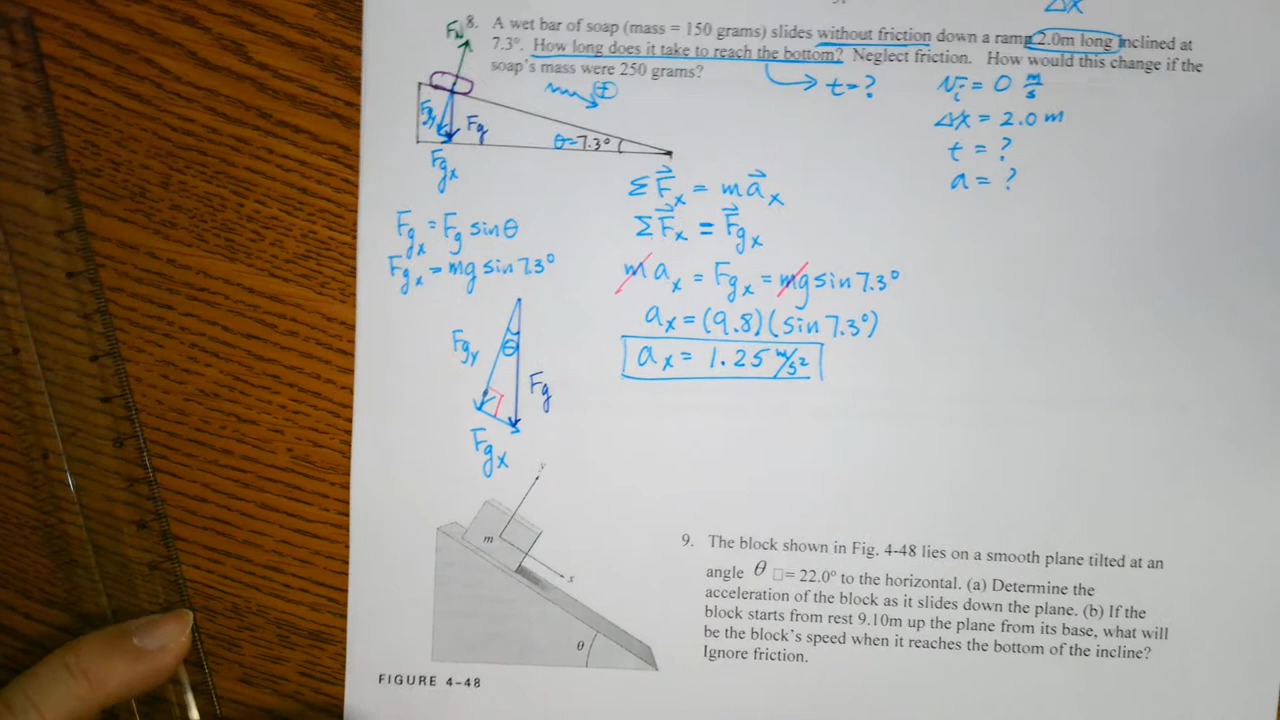 Δx
8. A wet bar of soap (mass = 150 grams) slides without friction down a ramp 2.0m long inclined at
7.3°. How long does it take to reach the bottom? Neglect friction. How would this change if the
soap's mass were 250 grams?
t = ?
FN
Fgy
Fg
Fgx
θ=7.3°
+
vi = 0 m/s
Δx = 2.0 m
t = ?
a = ?
Fgx = Fg sinθ
Fgx = mg sin7.3°
Fgy
θ
Fg
Fgx
ΣFx = max
ΣFx = Fgx
max = Fgx = mg sin7.3°
ax = (9.8)(sin7.3°)
ax = 1.25 m/s²
y
m
x
θ
FIGURE 4-48
9. The block shown in Fig. 4-48 lies on a smooth plane tilted at an
angle θ □= 22.0° to the horizontal. (a) Determine the
acceleration of the block as it slides down the plane. (b) If the
block starts from rest 9.10m up the plane from its base, what will
be the block's speed when it reaches the bottom of the incline?
Ignore friction.